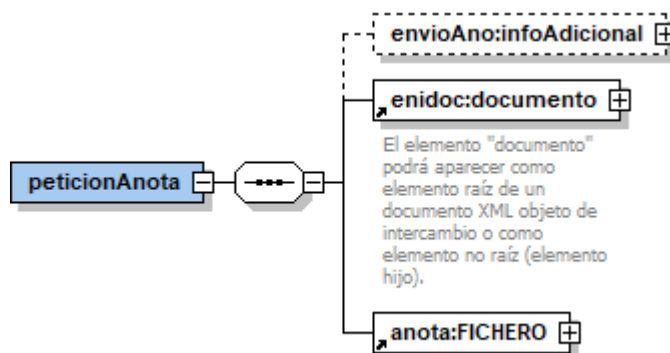 envioAno:infoAdicional
enidoc:documento
El elemento "documento"
podrá aparecer como
elemento raíz de un
documento XML objeto de
intercambio o como
elemento no raíz (elemento
hijo).
peticionAnota
anota:FICHERO